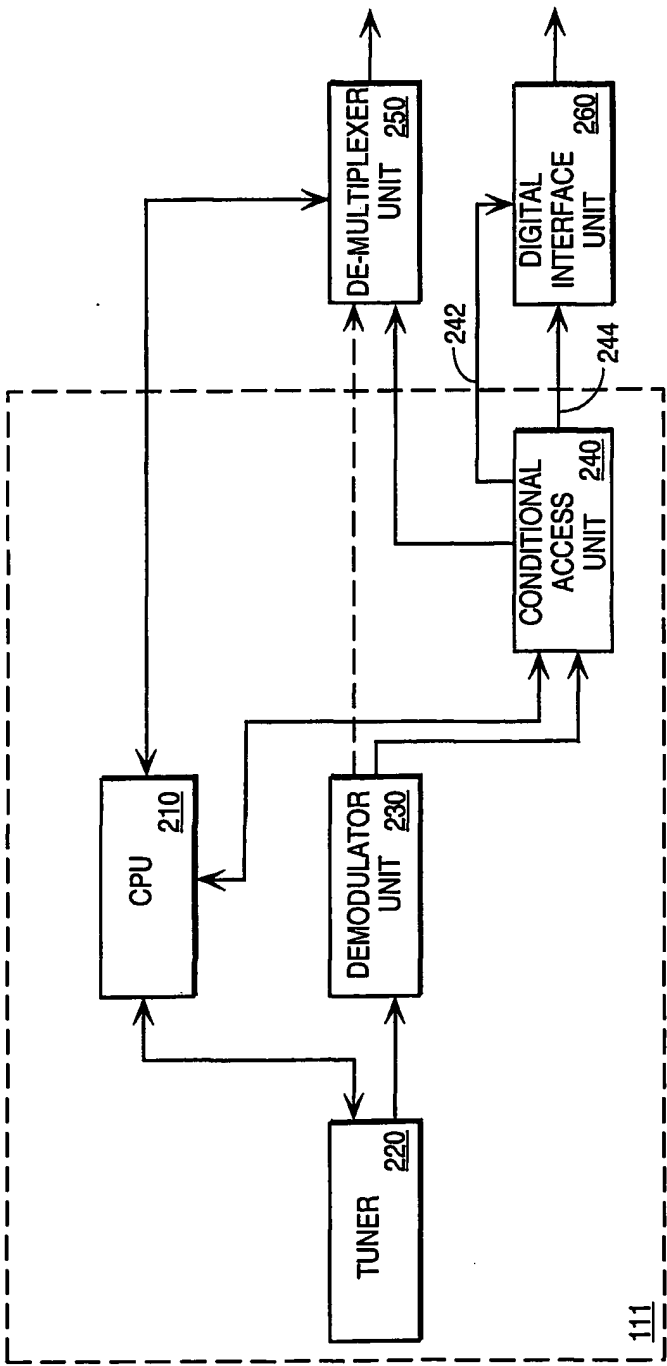 CPU
210
TUNER
220
DEMODULATOR
UNIT
230
CONDITIONAL
ACCESS
UNIT
240
DE-MULTIPLEXER
UNIT
250
DIGITAL
INTERFACE
UNIT
260
242
244
111